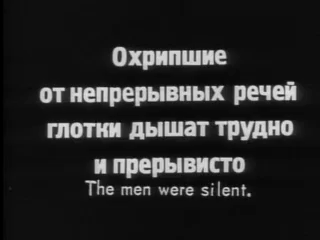 Охрипшие
от непрерывных речей
глотки дышат трудно
и прерывисто
The men were silent.